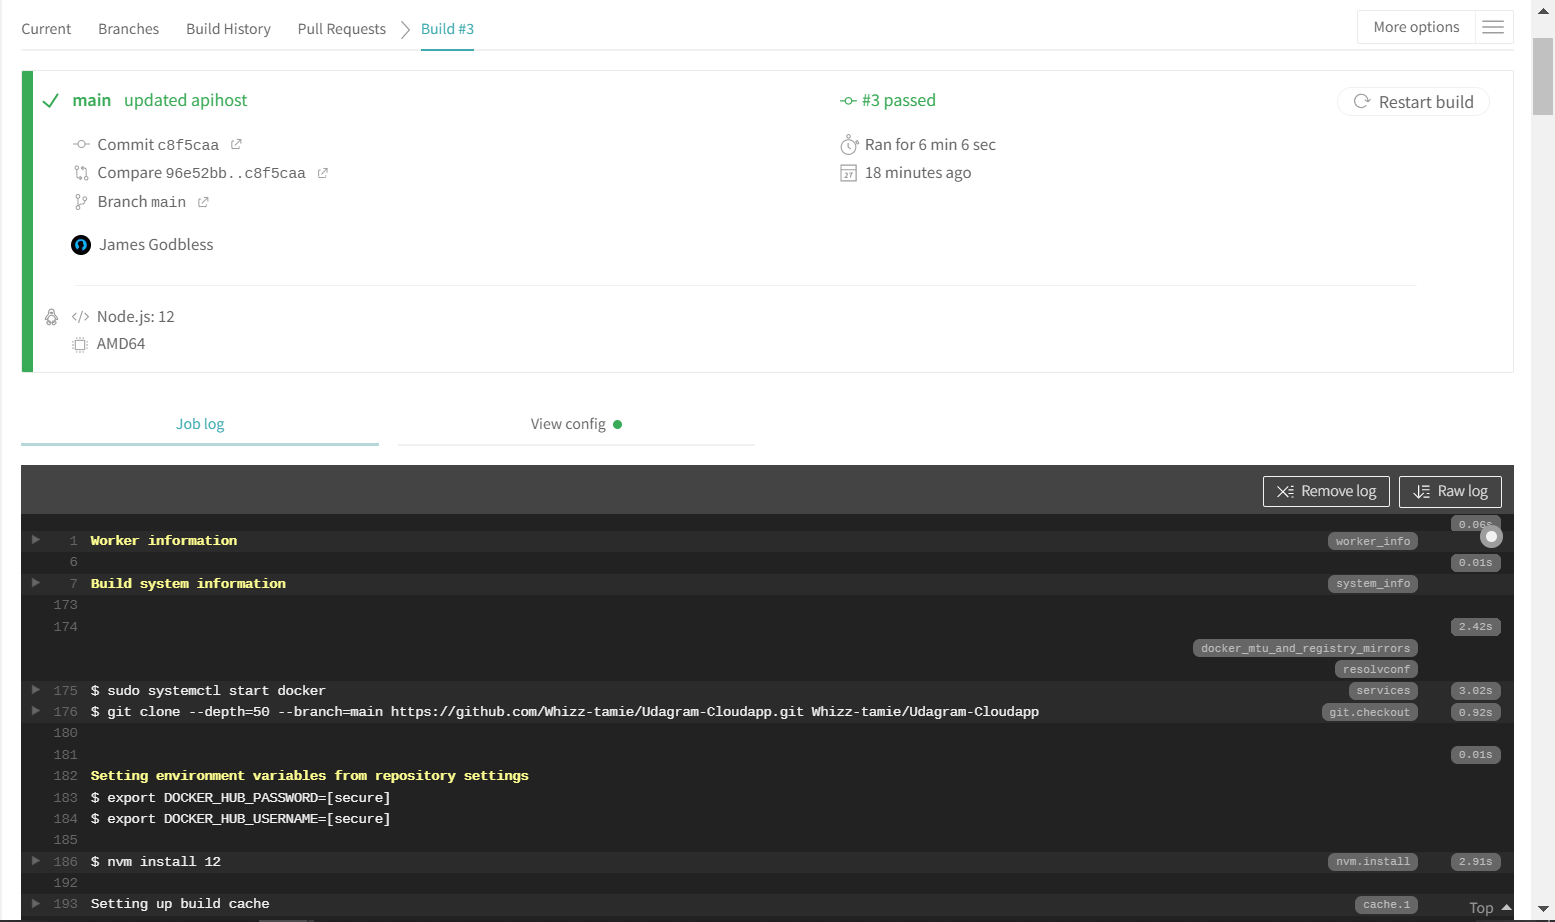 Current Branches Build History Pull Requests Build #3 More options
main updated apihost #3 passed Restart build
Commit c8f5caa Ran for 6 min 6 sec
Compare 96e52bb..c8f5caa 27 18 minutes ago
Branch main
James Godbless
</> Node.js: 12
AMD64
Job log View config
Remove log Raw log
0.06s
1 Worker information worker_info
6 0.01s
7 Build system information system_info
173
174 2.42s
docker_mtu_and_registry_mirrors
resolvconf
175 $ sudo systemctl start docker services 3.02s
176 $ git clone --depth=50 --branch=main https://github.com/Whizz-tamie/Udagram-Cloudapp.git Whizz-tamie/Udagram-Cloudapp git.checkout 0.92s
180
181 0.01s
182 Setting environment variables from repository settings
183 $ export DOCKER_HUB_PASSWORD=[secure]
184 $ export DOCKER_HUB_USERNAME=[secure]
185
186 $ nvm install 12 nvm.install 2.91s
192
193 Setting up build cache cache.1 Top